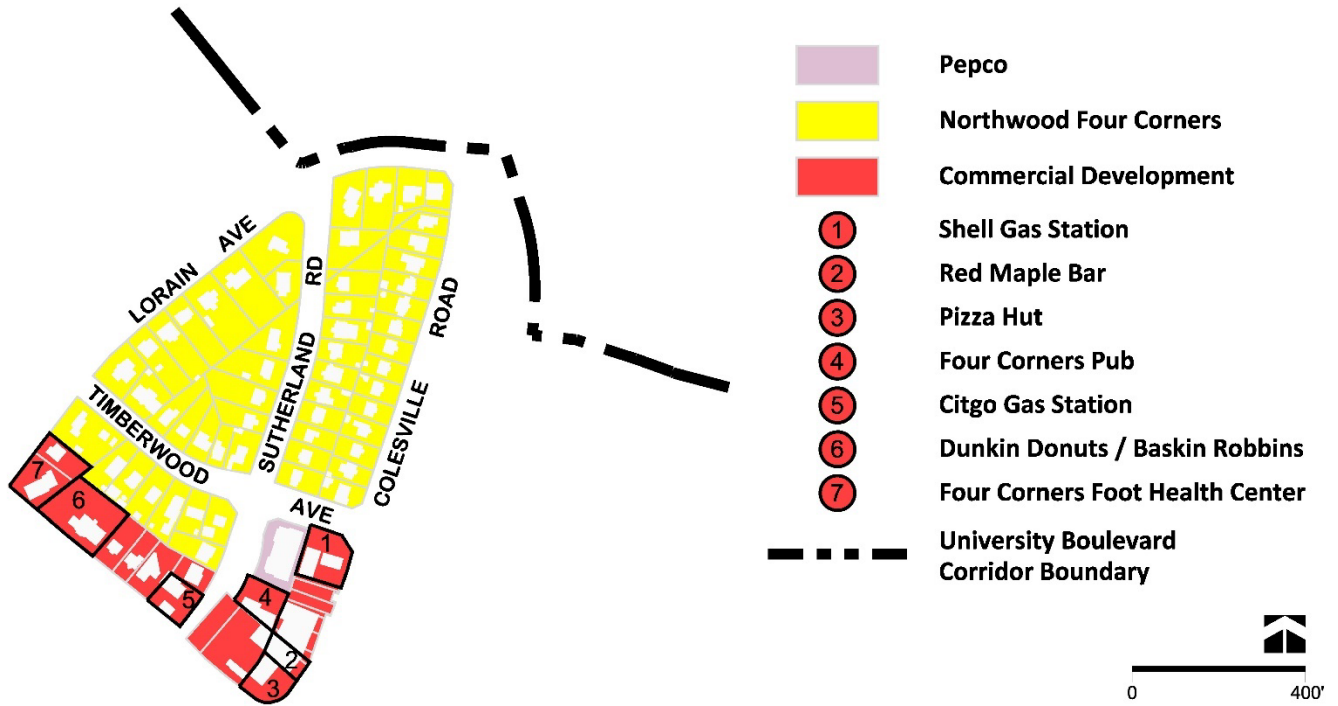 LORAIN AVE
SUTHERLAND RD
COLESVILLE ROAD
TIMBERWOOD AVE
1
2
3
4
5
6
7
Pepco
Northwood Four Corners
Commercial Development
1 Shell Gas Station
2 Red Maple Bar
3 Pizza Hut
4 Four Corners Pub
5 Citgo Gas Station
6 Dunkin Donuts / Baskin Robbins
7 Four Corners Foot Health Center
University Boulevard
Corridor Boundary
0 400'